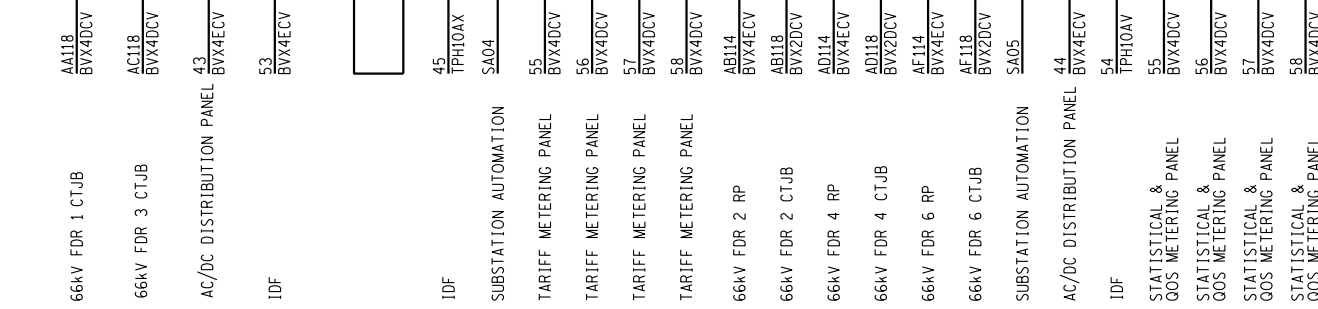 AA118
BVX4DCV
66kV FDR 1 CTJB
AC118
BVX4DCV
66kV FDR 3 CTJB
43
BVX4ECV
AC/DC DISTRIBUTION PANEL
53
BVX4ECV
IDF
45
TPH10AX
IDF
SA04
SUBSTATION AUTOMATION
55
BVX4DCV
TARIFF METERING PANEL
56
BVX4DCV
TARIFF METERING PANEL
57
BVX4DCV
TARIFF METERING PANEL
58
BVX4DCV
TARIFF METERING PANEL
AB114
BVX4ECV
66kV FDR 2 RP
AB118
BVX2DCV
66kV FDR 2 CTJB
AD114
BVX4ECV
66kV FDR 4 RP
AD118
BVX2DCV
66kV FDR 4 CTJB
AF114
BVX4ECV
66kV FDR 6 RP
AF118
BVX2DCV
66kV FDR 6 CTJB
SA05
SUBSTATION AUTOMATION
44
BVX4ECV
AC/DC DISTRIBUTION PANEL
54
TPH10AV
IDF
55
BVX4DCV
STATISTICAL &
QOS METERING PANEL
56
BVX4DCV
STATISTICAL &
QOS METERING PANEL
57
BVX4DCV
STATISTICAL &
QOS METERING PANEL
58
BVX4DCV
STATISTICAL &
QOS METERING PANEL